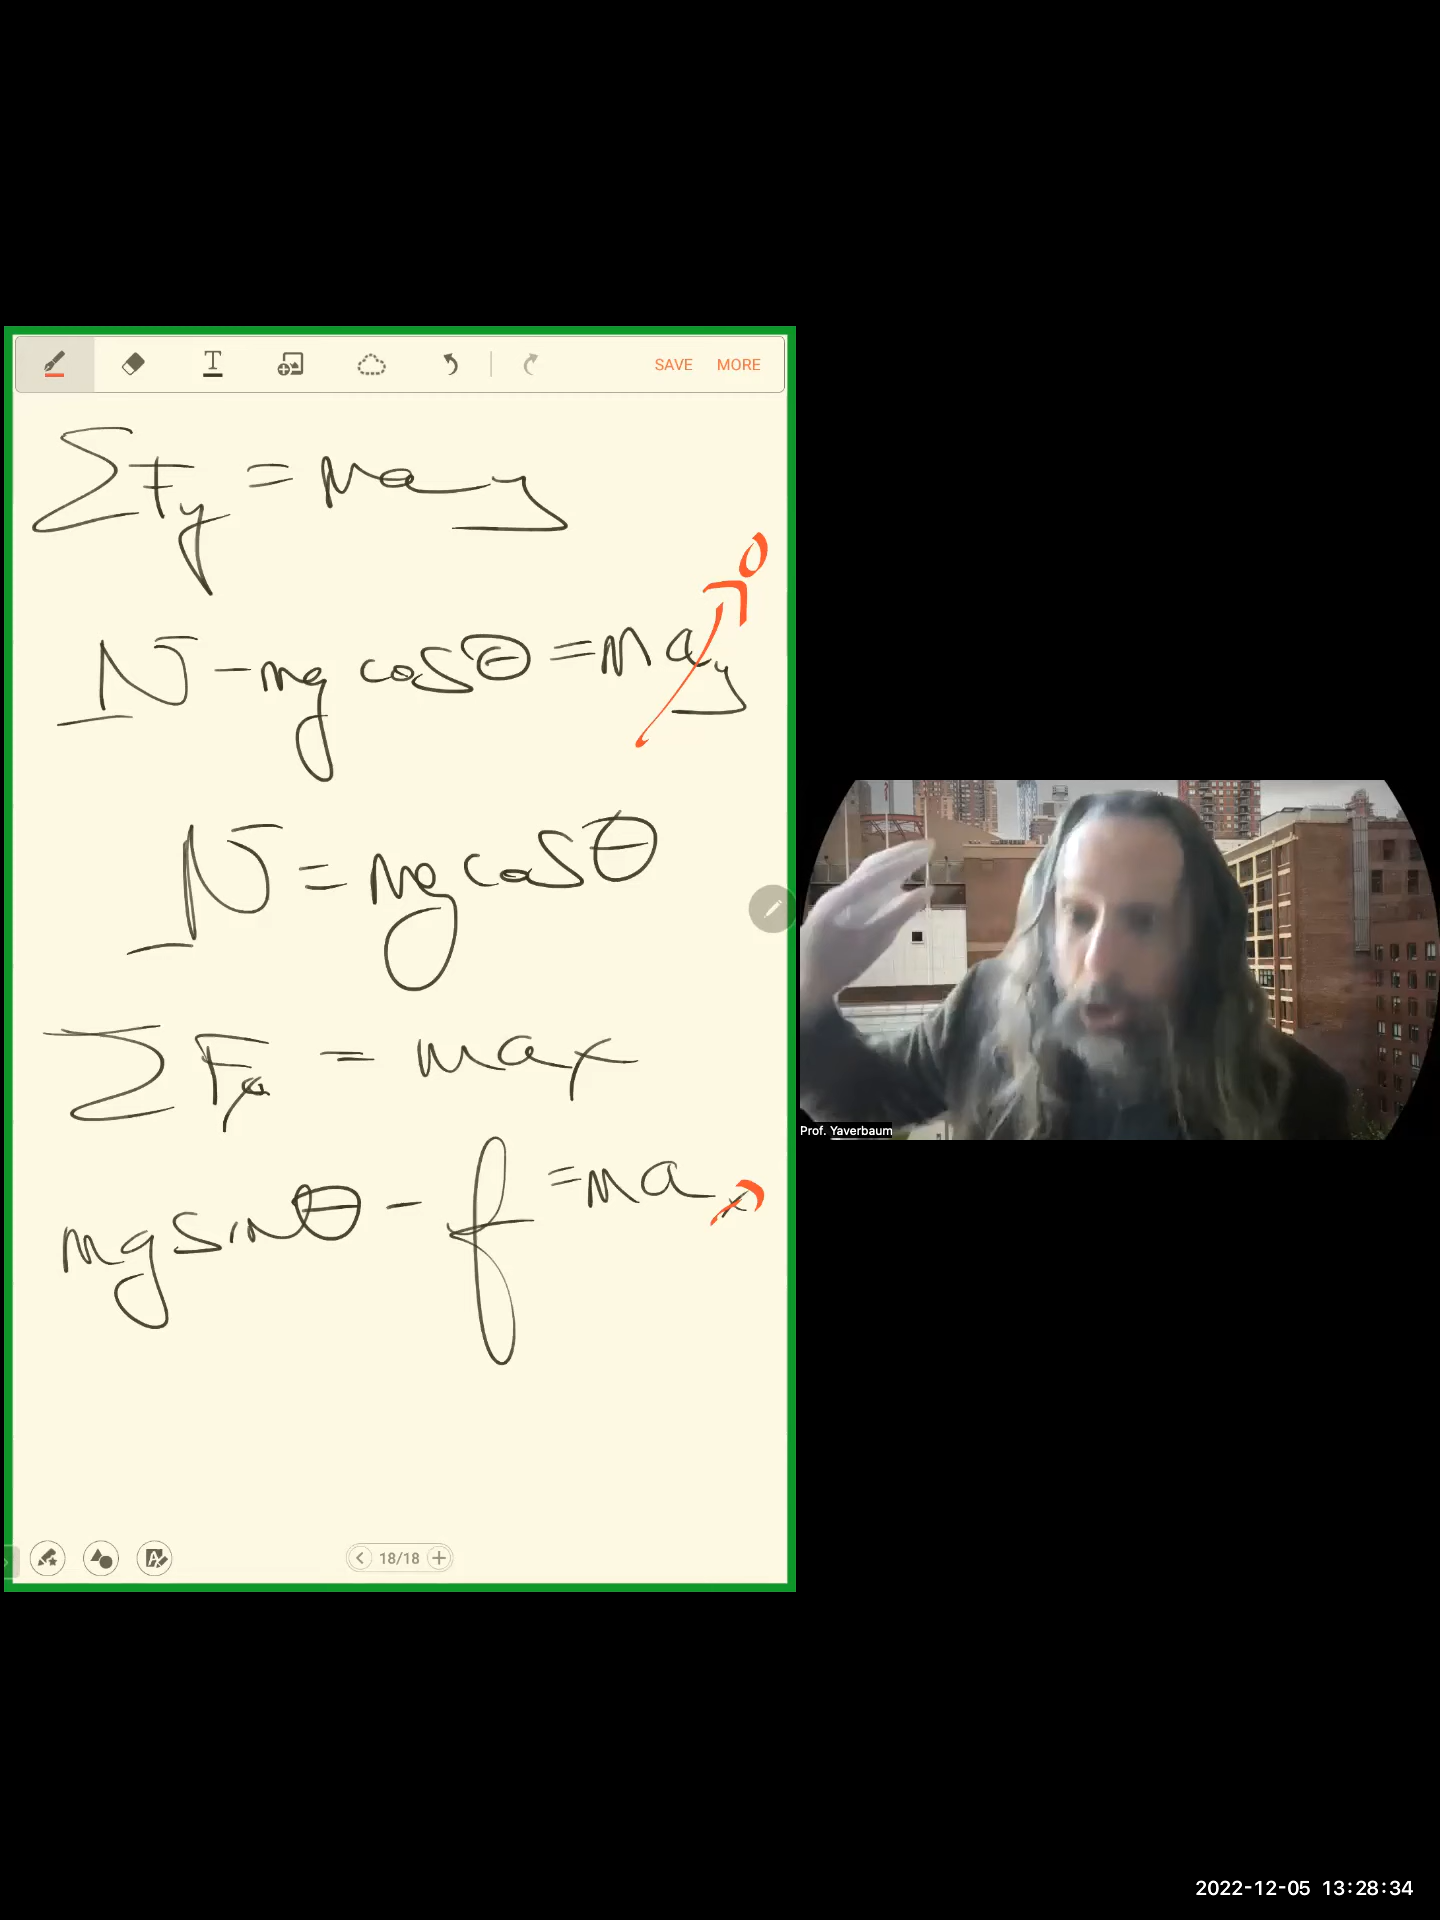 SAVE MORE
ΣFy = may
N - mg cosθ = may 0
N = mg cosθ
ΣFx = max
mg sinθ - f = max
18/18
Prof. Yaverbaum
2022-12-05 13:28:34